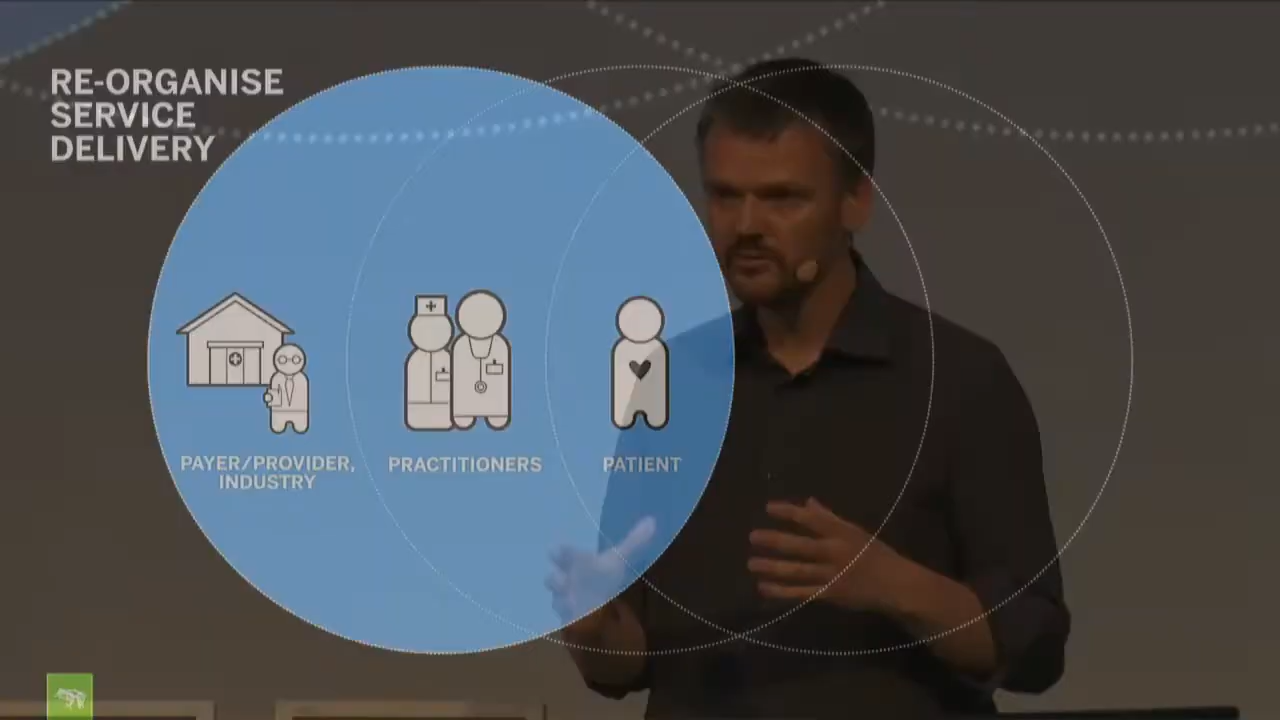 RE-ORGANISE
SERVICE
DELIVERY
PAYER/PROVIDER,
INDUSTRY
PRACTITIONERS
PATIENT